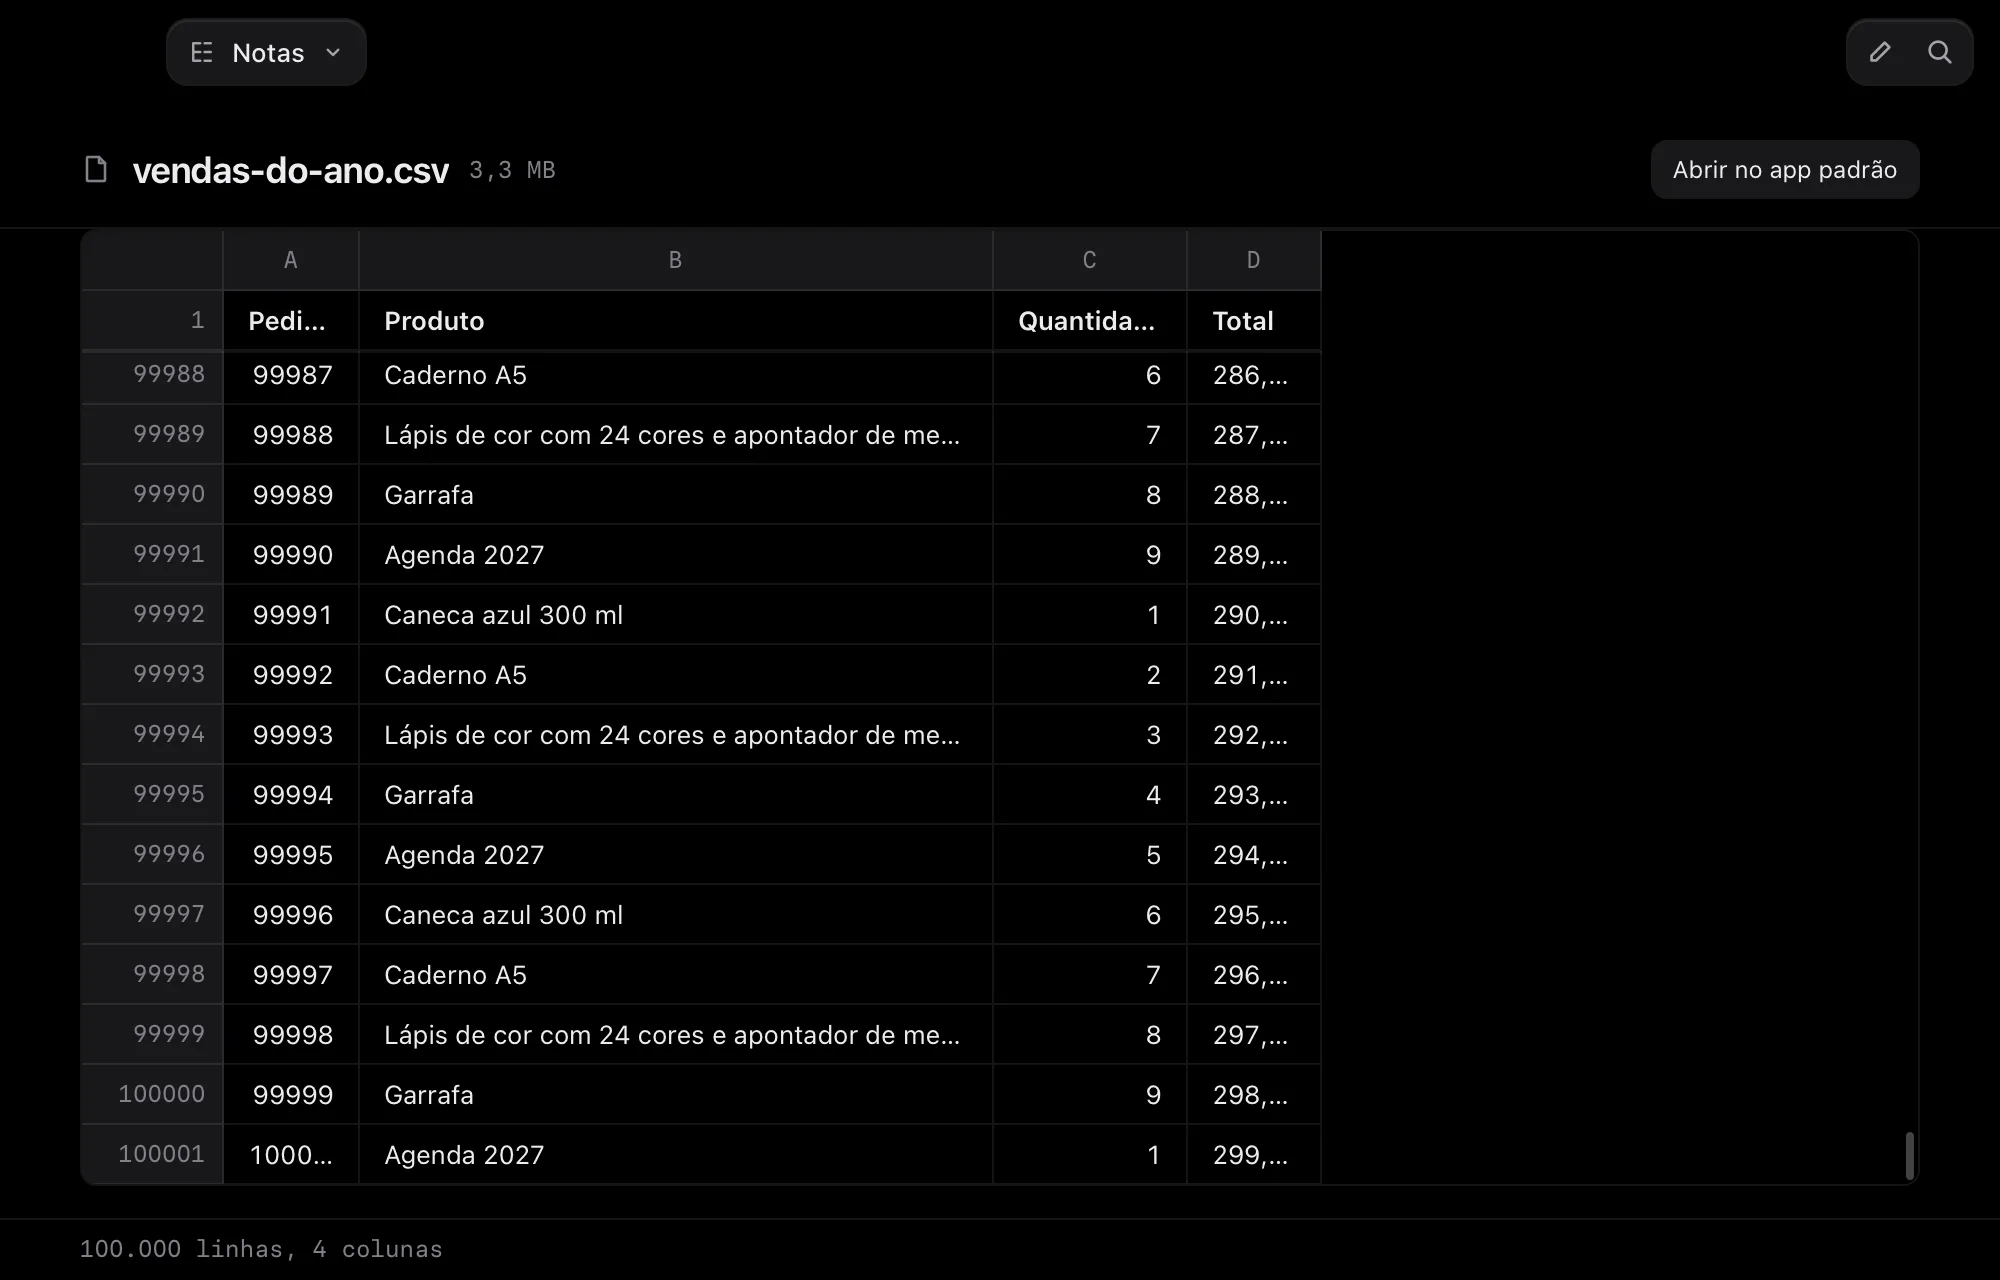 Notas
vendas-do-ano.csv 3,3 MB
Abrir no app padrão
A B C D
1 Pedi... Produto Quantida... Total
99988 99987 Caderno A5 6 286,...
99989 99988 Lápis de cor com 24 cores e apontador de me... 7 287,...
99990 99989 Garrafa 8 288,...
99991 99990 Agenda 2027 9 289,...
99992 99991 Caneca azul 300 ml 1 290,...
99993 99992 Caderno A5 2 291,...
99994 99993 Lápis de cor com 24 cores e apontador de me... 3 292,...
99995 99994 Garrafa 4 293,...
99996 99995 Agenda 2027 5 294,...
99997 99996 Caneca azul 300 ml 6 295,...
99998 99997 Caderno A5 7 296,...
99999 99998 Lápis de cor com 24 cores e apontador de me... 8 297,...
100000 99999 Garrafa 9 298,...
100001 1000... Agenda 2027 1 299,...
100.000 linhas, 4 colunas